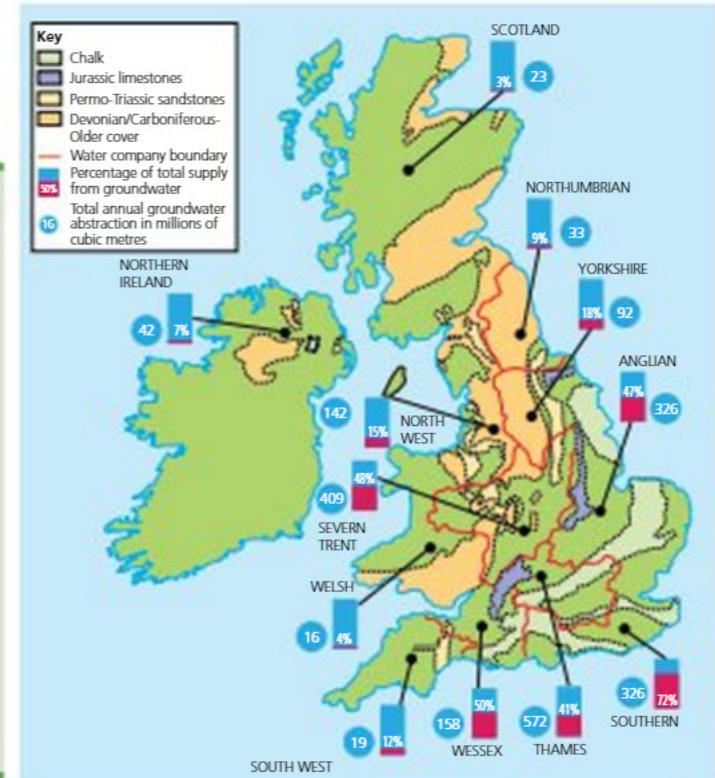 Key
Chalk
Jurassic limestones
Permo-Triassic sandstones
Devonian/Carboniferous-
Older cover
Water company boundary
50%
Percentage of total supply
from groundwater
16
Total annual groundwater
abstraction in millions of
cubic metres
SCOTLAND
3%
23
NORTHUMBRIAN
9%
33
YORKSHIRE
18%
92
NORTHERN
IRELAND
42
7%
ANGLIAN
47%
326
142
15%
NORTH
WEST
48%
409
SEVERN
TRENT
WELSH
16
4%
19
12%
SOUTH WEST
158
50%
WESSEX
572
41%
THAMES
326
72%
SOUTHERN